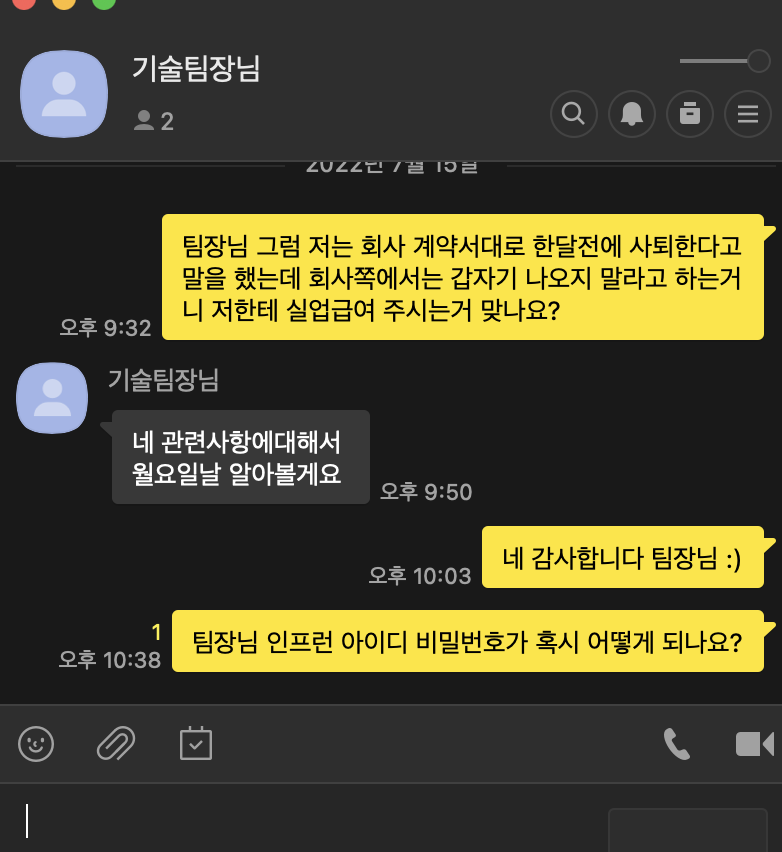 기술팀장님
2
2022년 7월 15일
팀장님 그럼 저는 회사 계약서대로 한달전에 사퇴한다고
말을 했는데 회사쪽에서는 갑자기 나오지 말라고 하는거
니 저한테 실업급여 주시는거 맞나요?
오후 9:32
기술팀장님
네 관련사항에대해서
월요일날 알아볼게요
오후 9:50
네 감사합니다 팀장님 :)
오후 10:03
1
팀장님 인프런 아이디 비밀번호가 혹시 어떻게 되나요?
오후 10:38